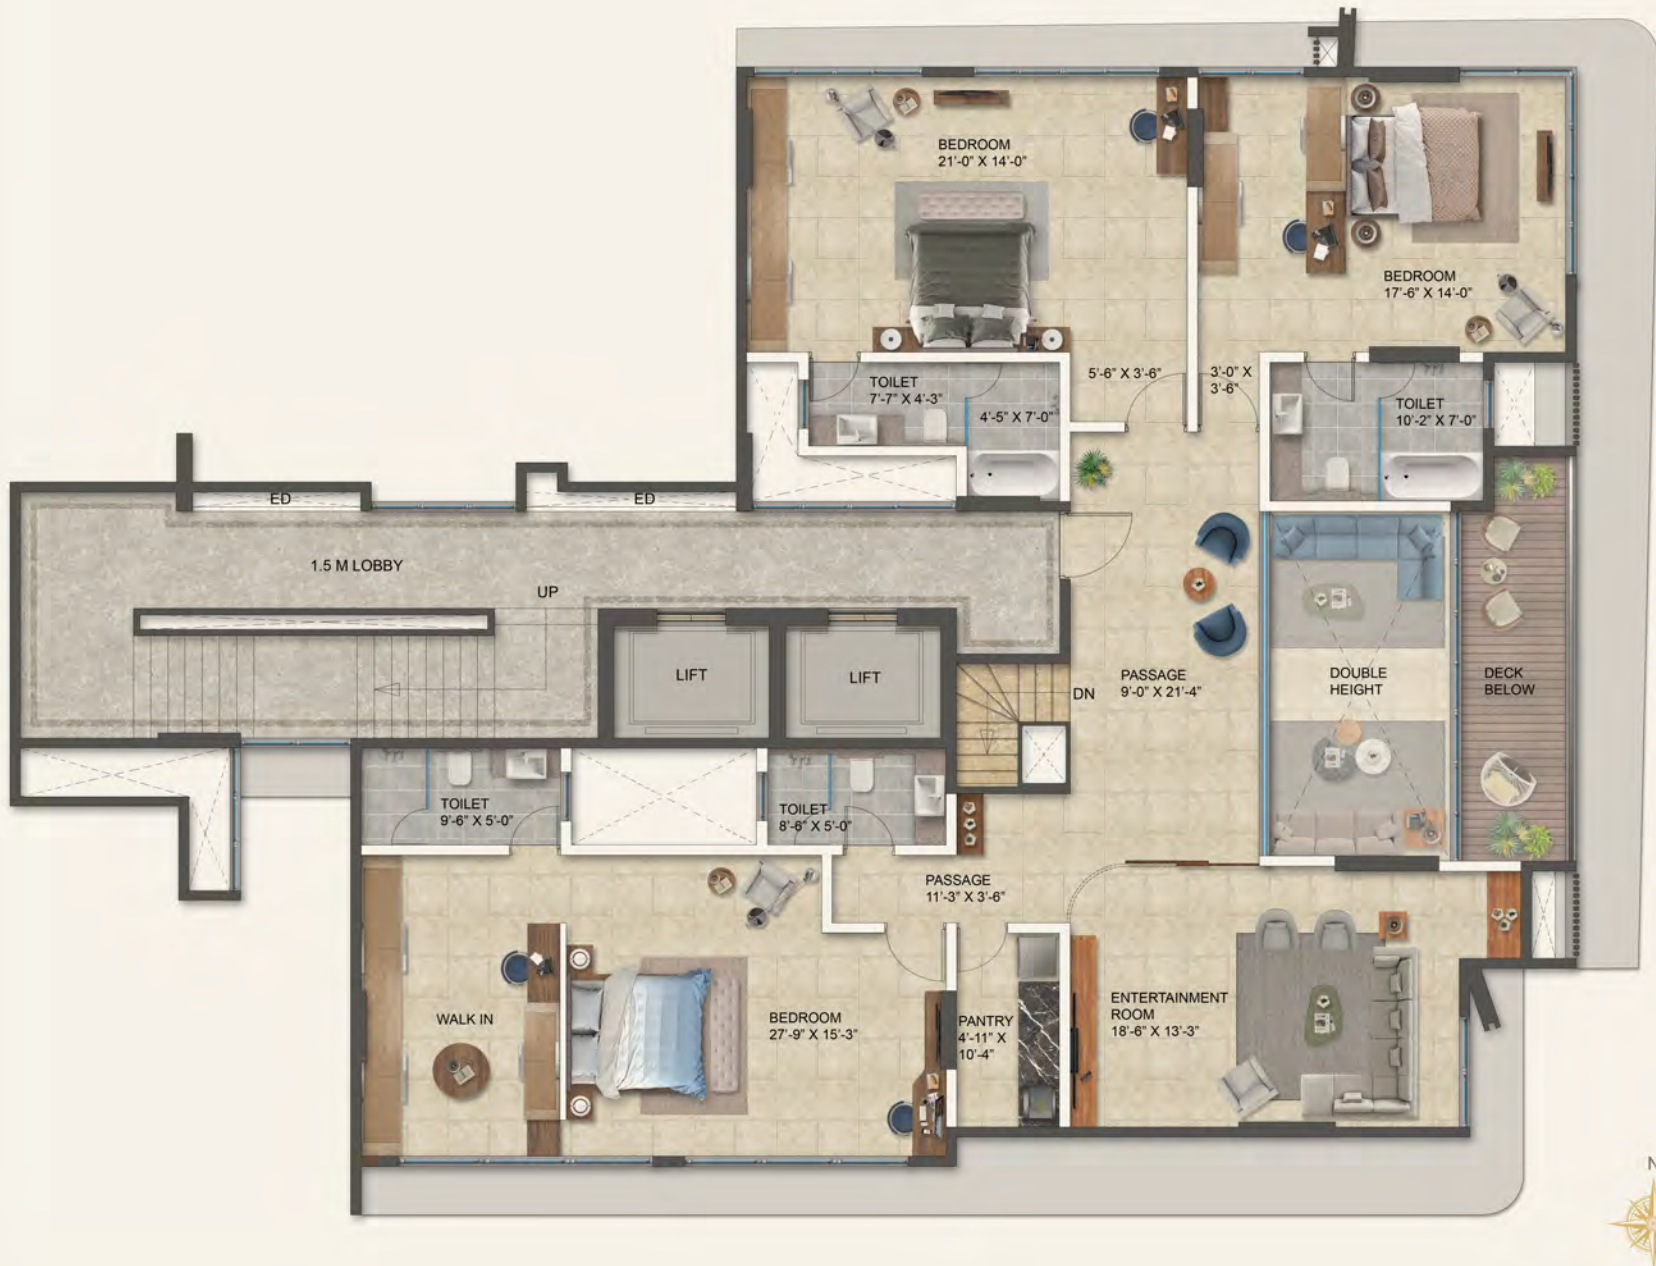 BEDROOM
21'-0" X 14'-0"
BEDROOM
17'-6" X 14'-0"
TOILET
7'-7" X 4'-3"
4'-5" X 7'-0"
5'-6" X 3'-6"
3'-0" X
3'-6"
TOILET
10'-2" X 7'-0"
ED
ED
1.5 M LOBBY
UP
LIFT
LIFT
DN
PASSAGE
9'-0" X 21'-4"
DOUBLE
HEIGHT
DECK
BELOW
TOILET
9'-6" X 5'-0"
TOILET
8'-6" X 5'-0"
PASSAGE
11'-3" X 3'-6"
WALK IN
BEDROOM
27'-9" X 15'-3"
PANTRY
4'-11" X
10'-4"
ENTERTAINMENT
ROOM
18'-6" X 13'-3"
N